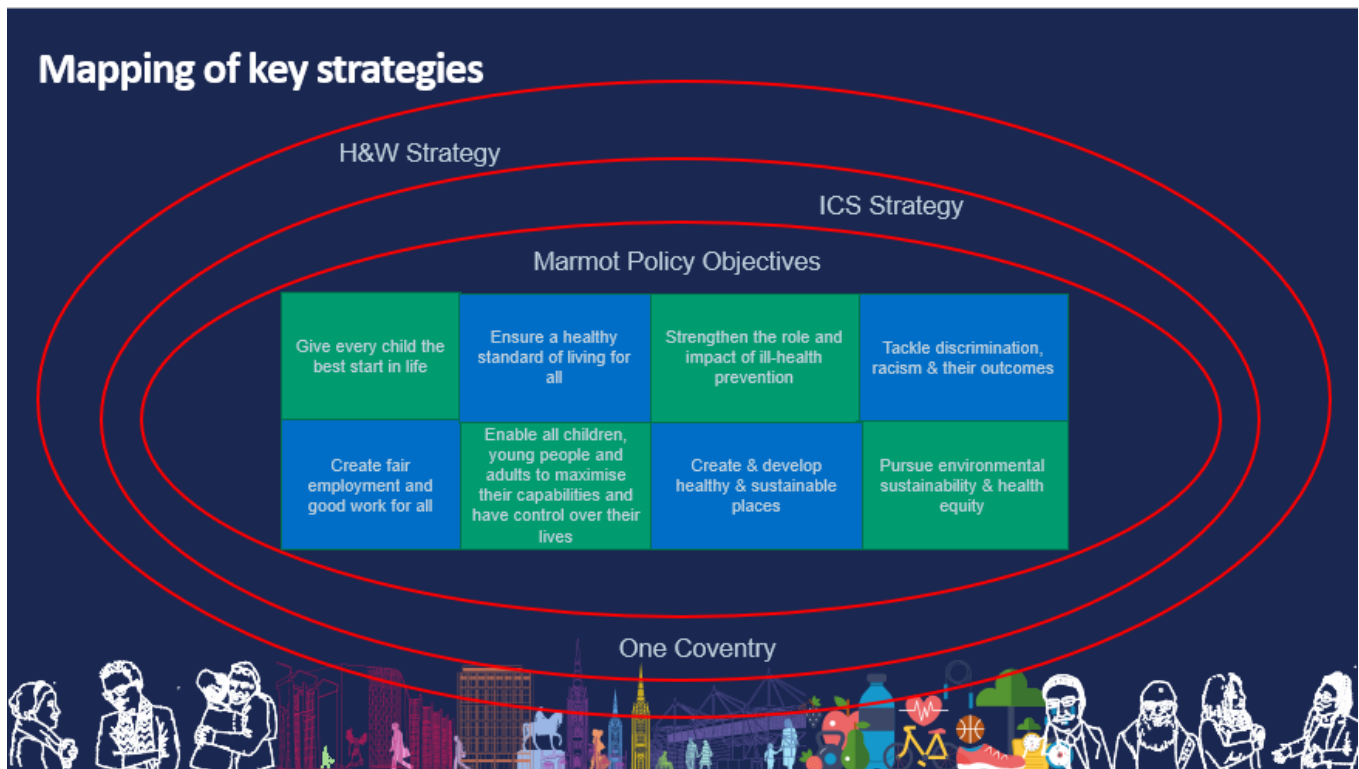 Mapping of key strategies
H&W Strategy
ICS Strategy
Marmot Policy Objectives
Give every child the
best start in life
Ensure a healthy
standard of living for
all
Strengthen the role and
impact of ill-health
prevention
Tackle discrimination,
racism & their outcomes
Create fair
employment and
good work for all
Enable all children,
young people and
adults to maximise
their capabilities and
have control over their
lives
Create & develop
healthy & sustainable
places
Pursue environmental
sustainability & health
equity
One Coventry